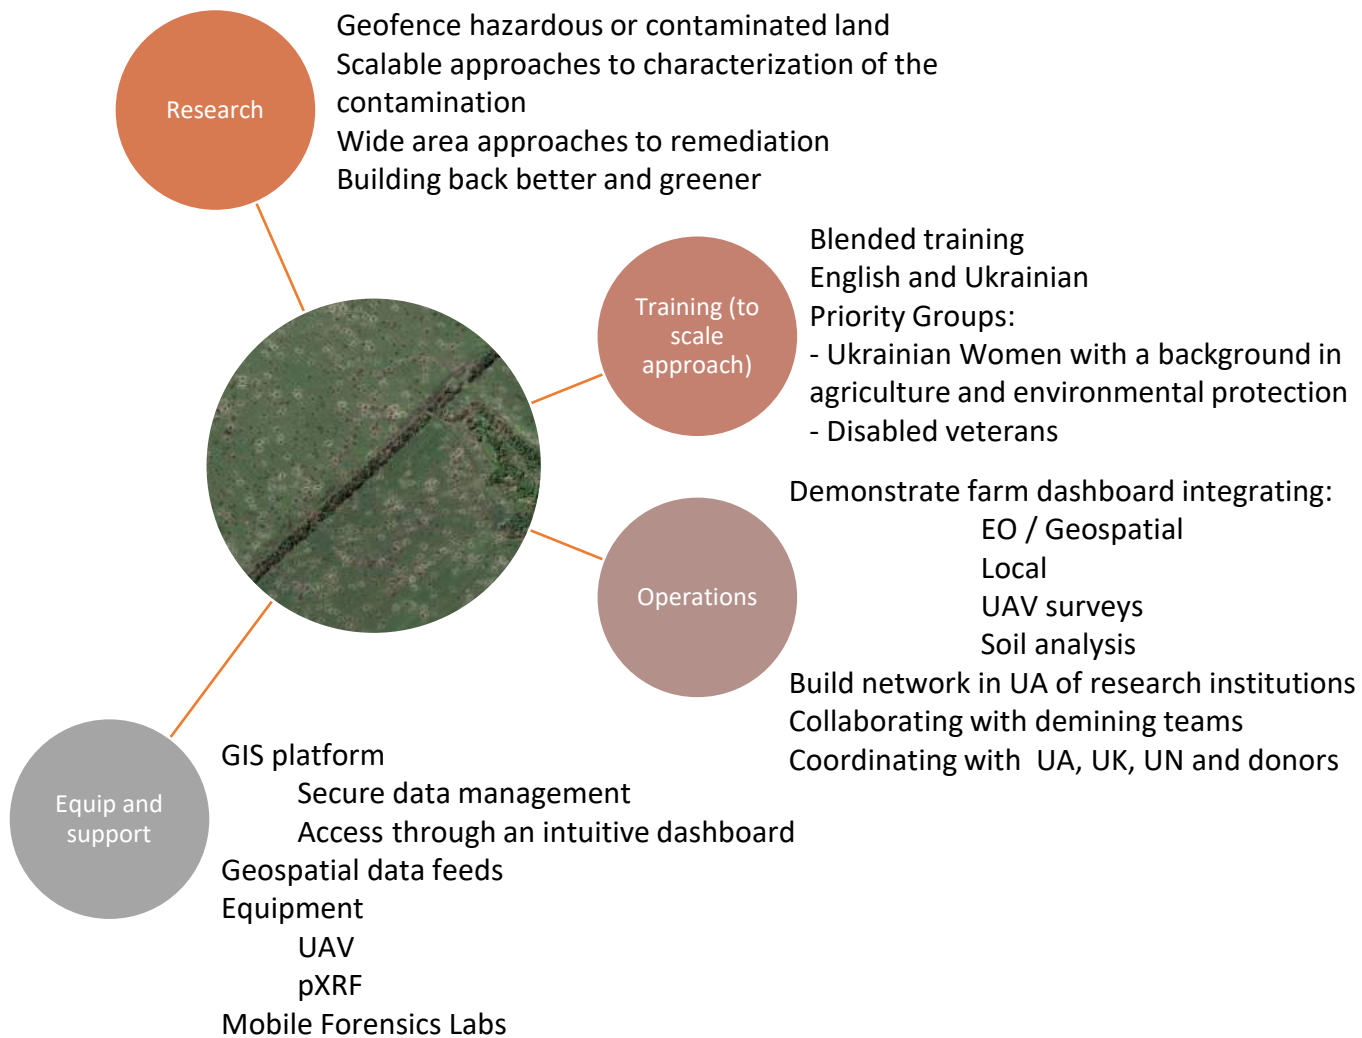 Research
Geofence hazardous or contaminated land
Scalable approaches to characterization of the
contamination
Wide area approaches to remediation
Building back better and greener
Training (to
scale
approach)
Blended training
English and Ukrainian
Priority Groups:
- Ukrainian Women with a background in
agriculture and environmental protection
- Disabled veterans
Operations
Demonstrate farm dashboard integrating:
EO / Geospatial
Local
UAV surveys
Soil analysis
Build network in UA of research institutions
Collaborating with demining teams
Coordinating with  UA, UK, UN and donors
Equip and
support
GIS platform
Secure data management
Access through an intuitive dashboard
Geospatial data feeds
Equipment
UAV
pXRF
Mobile Forensics Labs